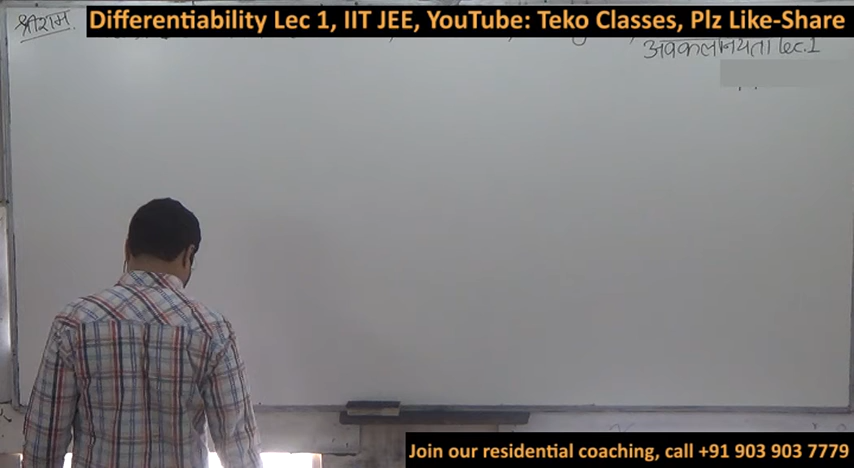 श्रीराम.
Differentiability Lec 1, IIT JEE, YouTube: Teko Classes, Plz Like-Share
अवकलनीयता Lec.1
Join our residential coaching, call +91 903 903 7779